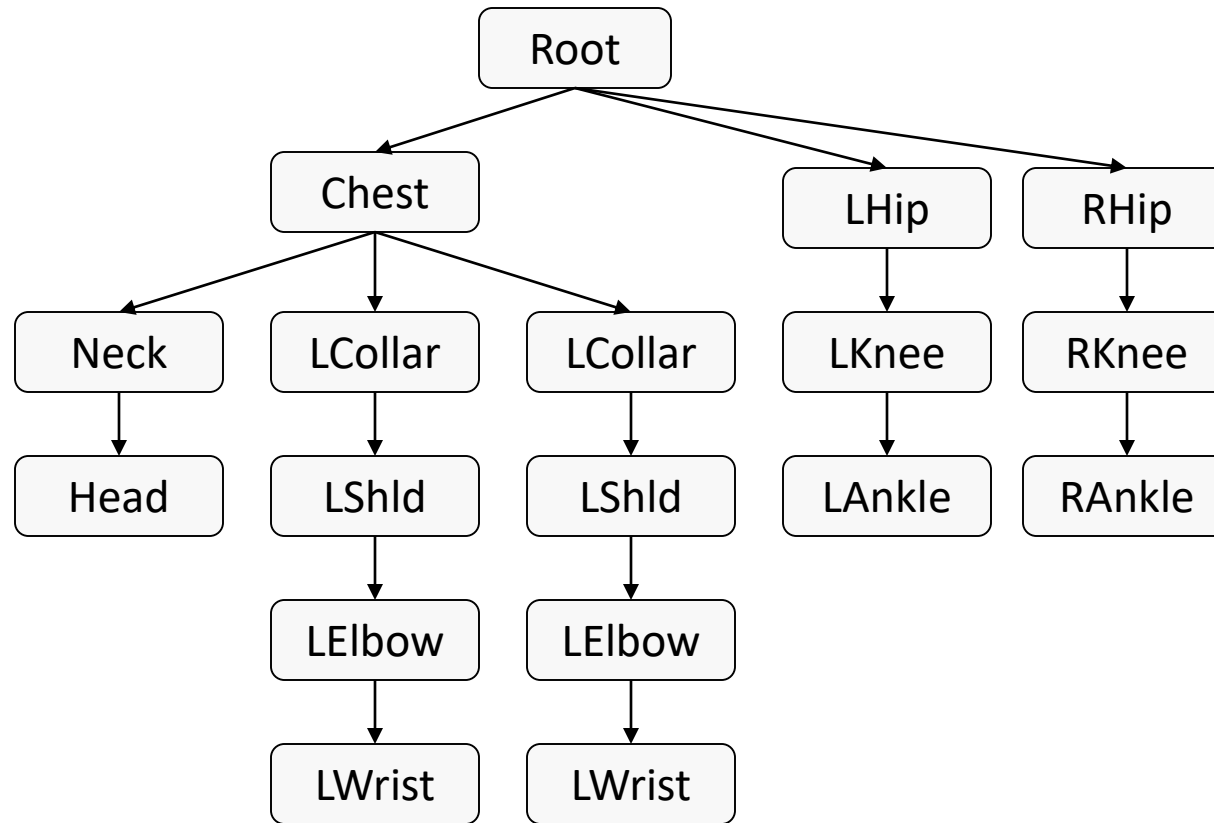 Root
Chest
LHip
RHip
Neck
LCollar
LCollar
LKnee
RKnee
Head
LShld
LShld
LAnkle
RAnkle
LElbow
LElbow
LWrist
LWrist